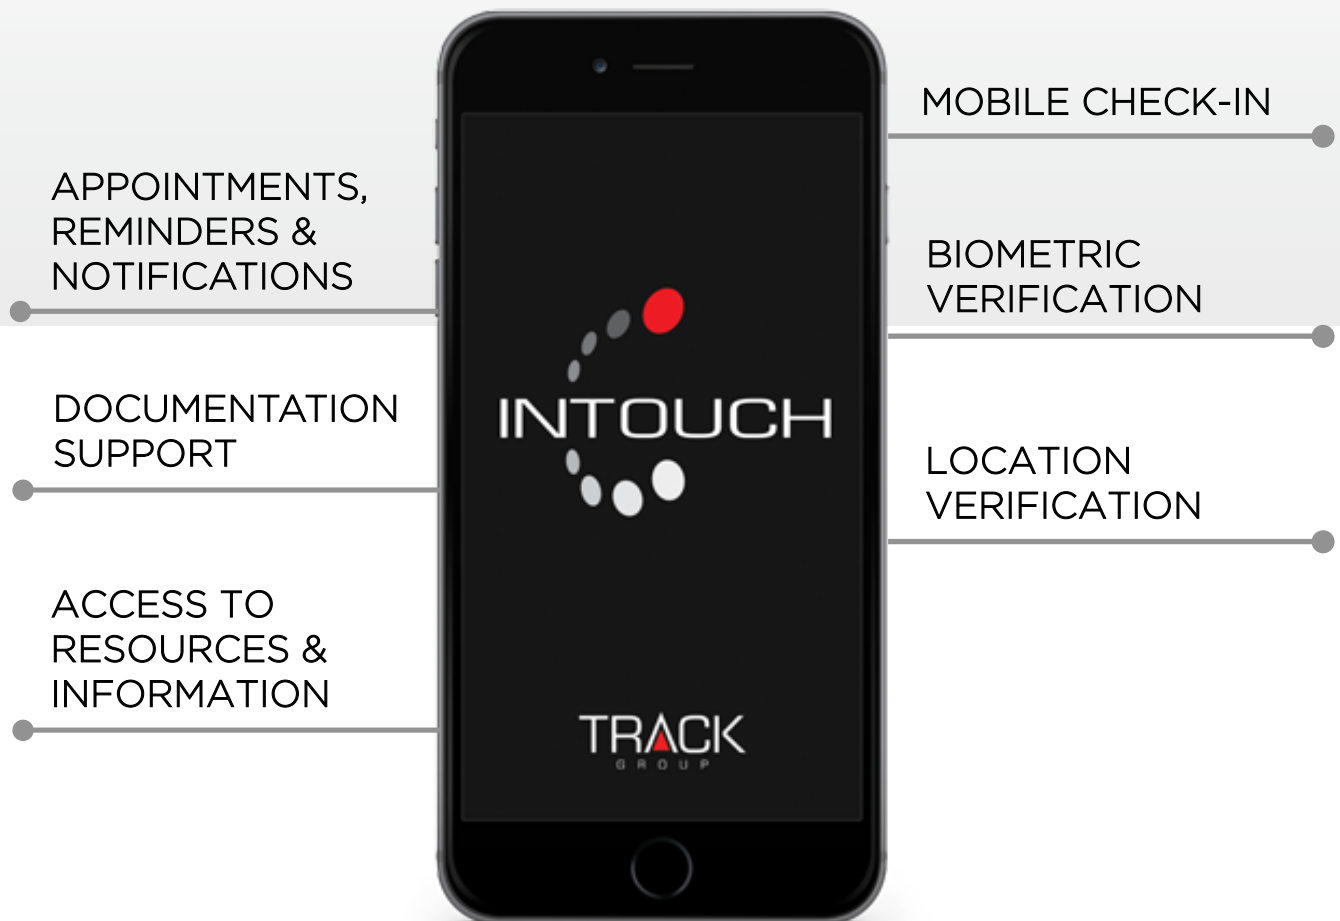 APPOINTMENTS,
REMINDERS &
NOTIFICATIONS
DOCUMENTATION
SUPPORT
ACCESS TO
RESOURCES &
INFORMATION
INTOUCH
TRACK
GROUP
MOBILE CHECK-IN
BIOMETRIC
VERIFICATION
LOCATION
VERIFICATION